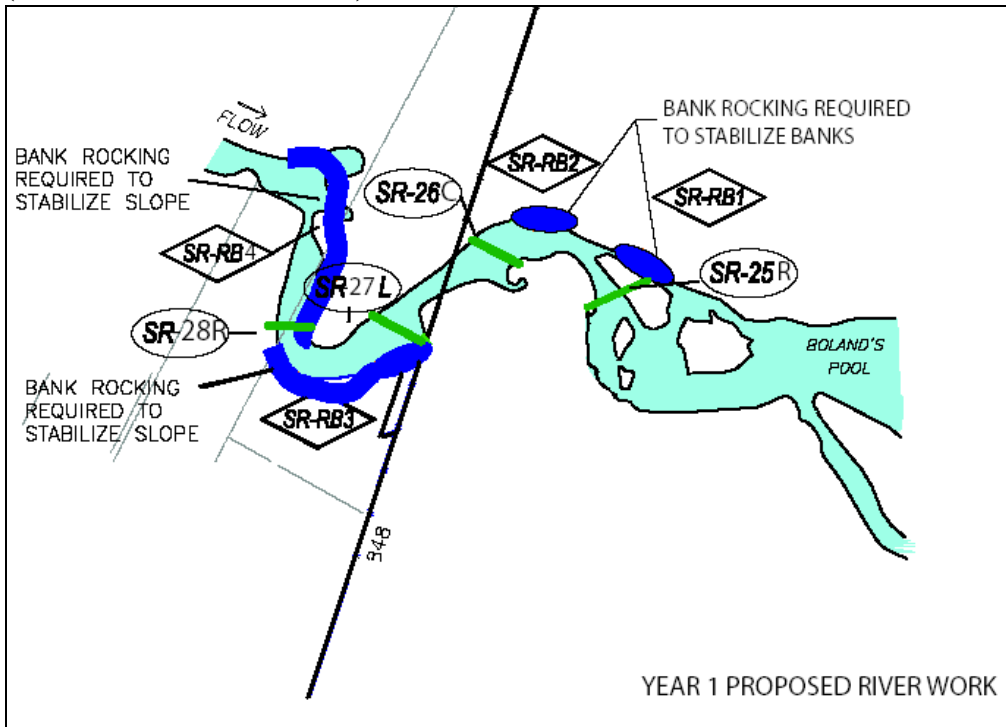 FLOW
BANK ROCKING REQUIRED
TO STABILIZE BANKS
BANK ROCKING
REQUIRED TO
STABILIZE SLOPE
SR-RB2
SR-26C
SR-RB1
SR-RB4
SR27L
SR-25R
SR-28R
BOLAND'S
POOL
BANK ROCKING
REQUIRED TO
STABILIZE SLOPE
SR-RB3
948
YEAR 1 PROPOSED RIVER WORK